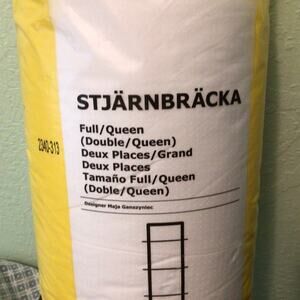 STJÄRNBRÄCKA
Full/Queen
(Double/Queen)
Deux Places/Grand
Deux Places
Tamaño Full/Queen
(Doble/Queen)
Designer Maja Ganszyniec
2340-313